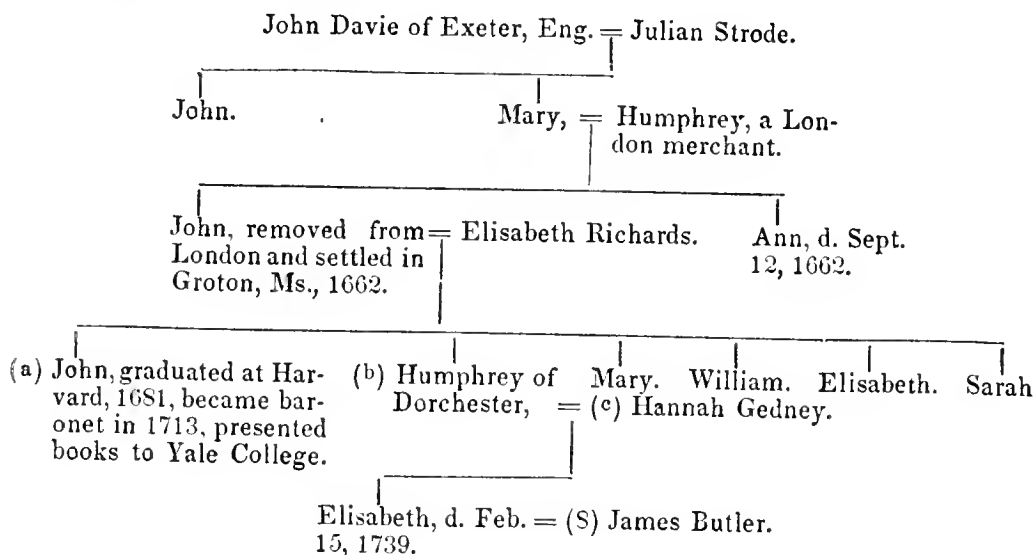 John Davie of Exeter, Eng. = Julian Strode.
John.
Mary, = Humphrey, a Lon-
don merchant.
John, removed from = Elisabeth Richards.
London and settled in
Groton, Ms., 1662.
Ann, d. Sept.
12, 1662.
(a) John, graduated at Har-
vard, 1681, became bar-
onet in 1713, presented
books to Yale College.
(b) Humphrey of
Dorchester, = (c) Hannah Gedney.
Mary. William. Elisabeth. Sarah
Elisabeth, d. Feb. = (S) James Butler.
15, 1739.